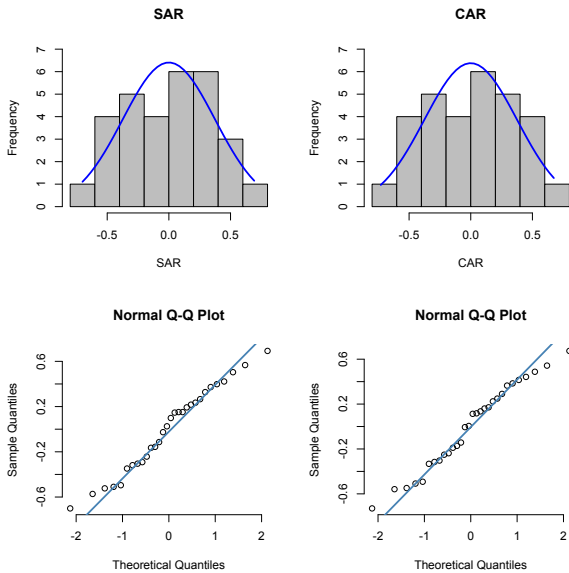 SAR
CAR
Frequency
0 1 2 3 4 5 6 7
-0.5 0.0 0.5
SAR
Frequency
0 1 2 3 4 5 6 7
-0.5 0.0 0.5
CAR
Normal Q-Q Plot
Normal Q-Q Plot
Sample Quantiles
-0.6 -0.2 0.2 0.6
-2 -1 0 1 2
Theoretical Quantiles
Sample Quantiles
-0.6 -0.2 0.2 0.6
-2 -1 0 1 2
Theoretical Quantiles